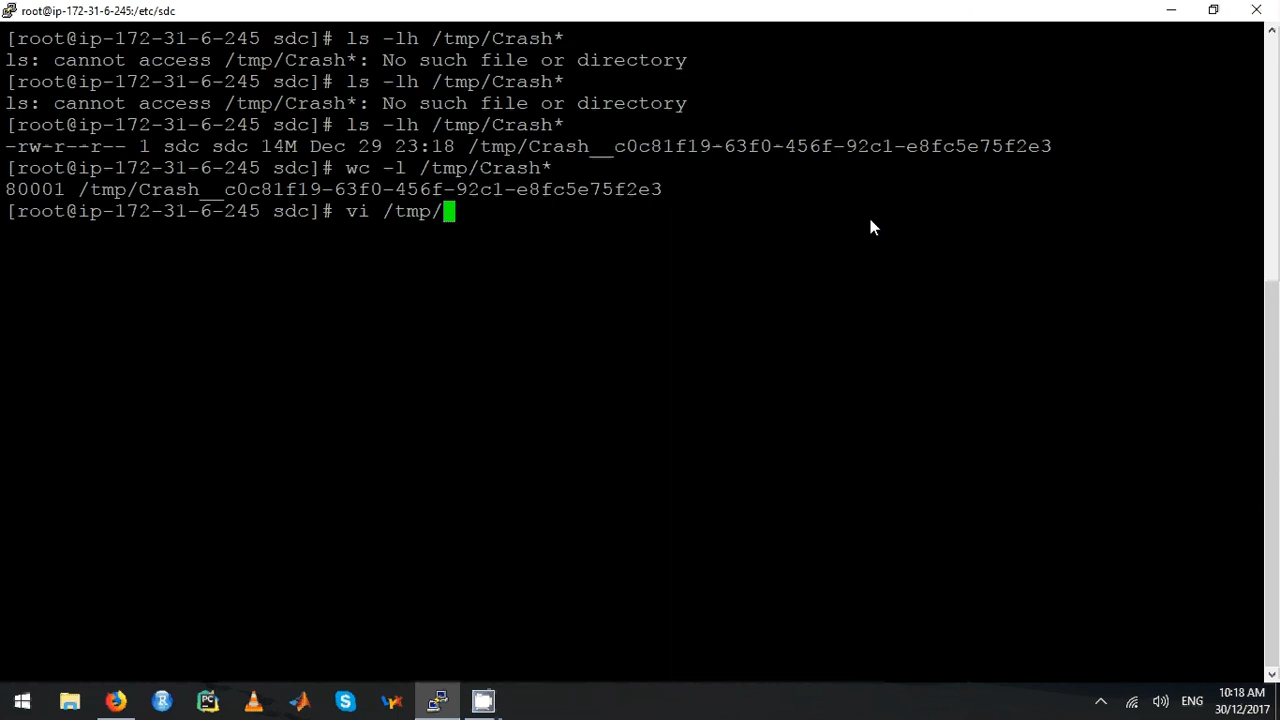 root@ip-172-31-6-245:/etc/sdc
[root@ip-172-31-6-245 sdc]# ls -lh /tmp/Crash*
ls: cannot access /tmp/Crash*: No such file or directory
[root@ip-172-31-6-245 sdc]# ls -lh /tmp/Crash*
ls: cannot access /tmp/Crash*: No such file or directory
[root@ip-172-31-6-245 sdc]# ls -lh /tmp/Crash*
-rw-r--r-- 1 sdc sdc 14M Dec 29 23:18 /tmp/Crash__c0c81f19-63f0-456f-92c1-e8fc5e75f2e3
[root@ip-172-31-6-245 sdc]# wc -l /tmp/Crash*
80001 /tmp/Crash__c0c81f19-63f0-456f-92c1-e8fc5e75f2e3
[root@ip-172-31-6-245 sdc]# vi /tmp/
ENG
10:18 AM
30/12/2017